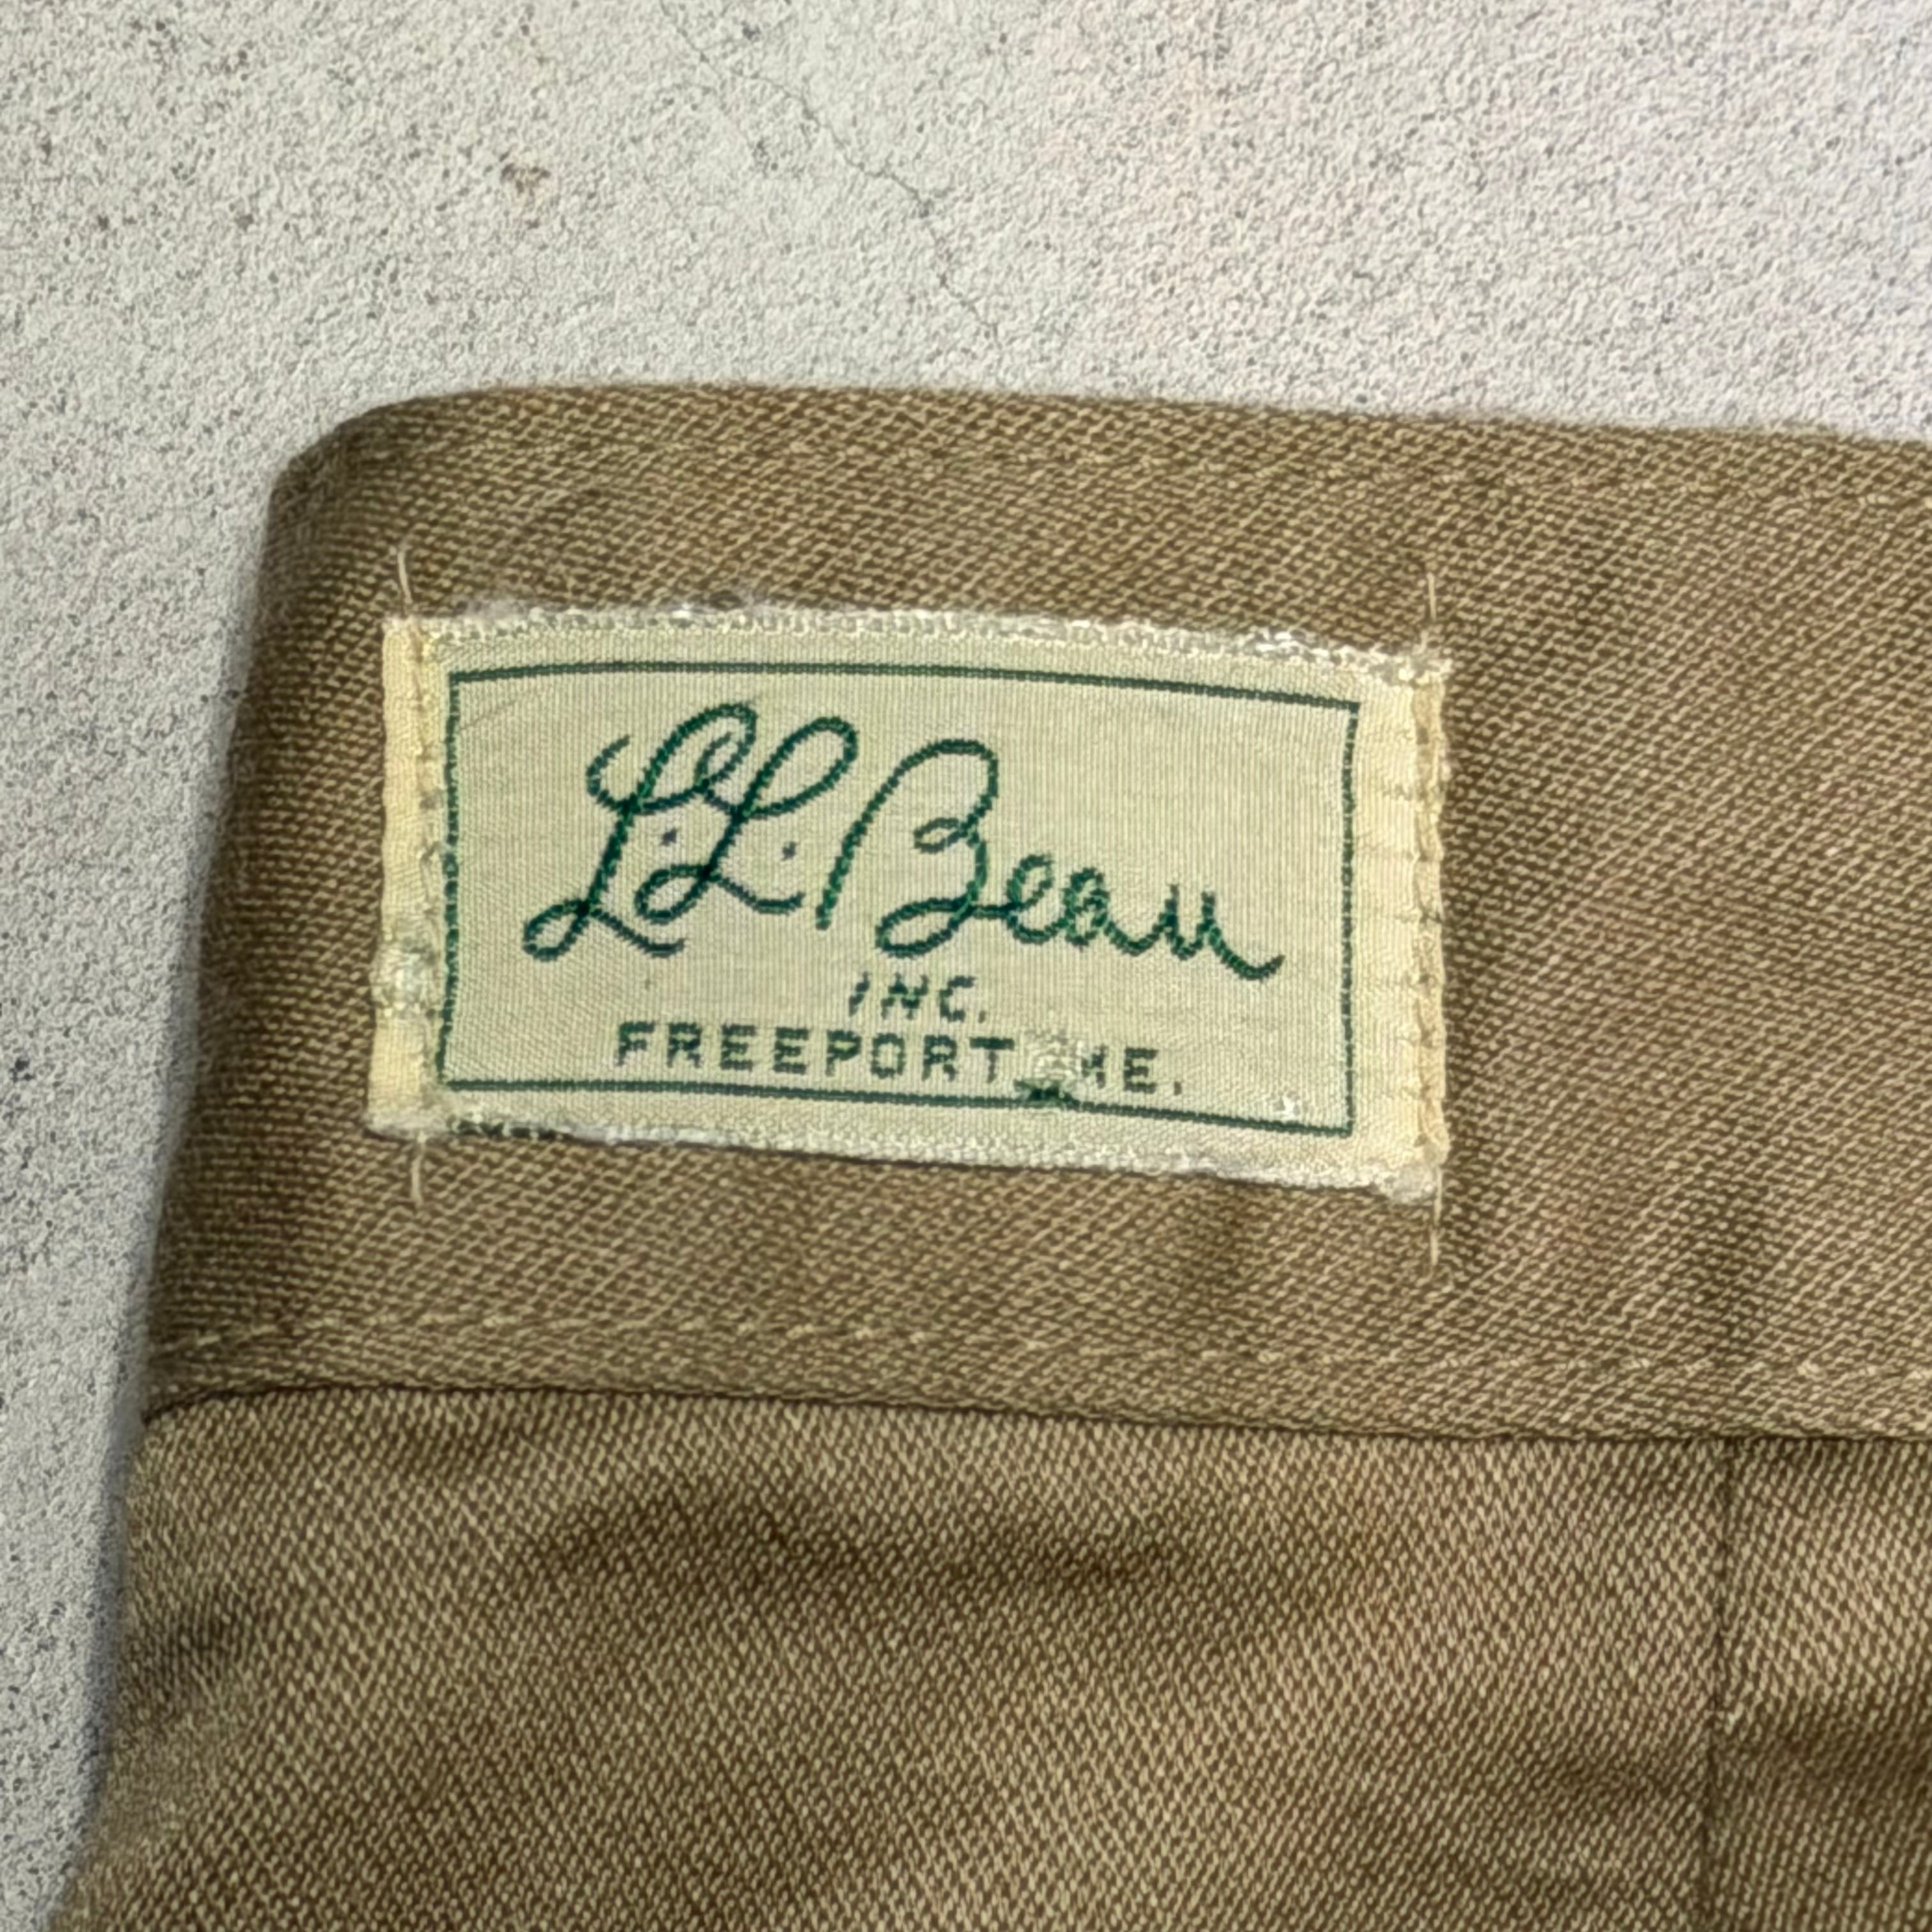 L.L. Bean
INC.
FREEPORT ME.